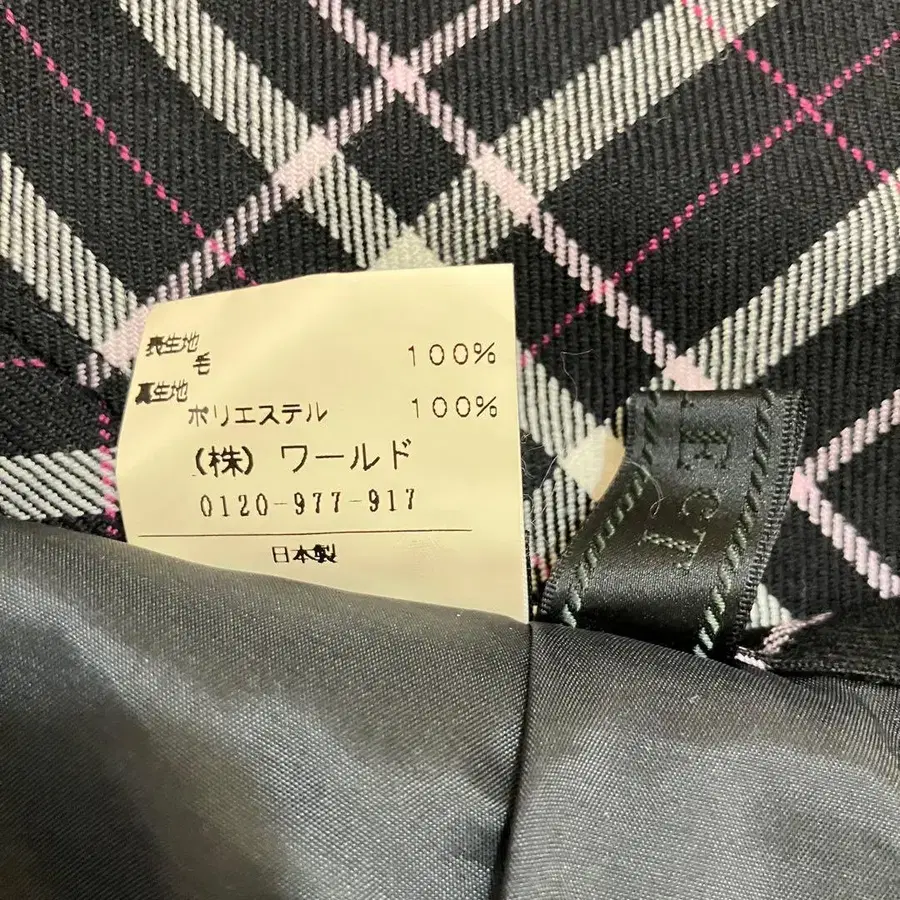 表生地
毛 100%
裏生地
ポリエステル 100%
(株) ワールド
0120-977-917
日本製